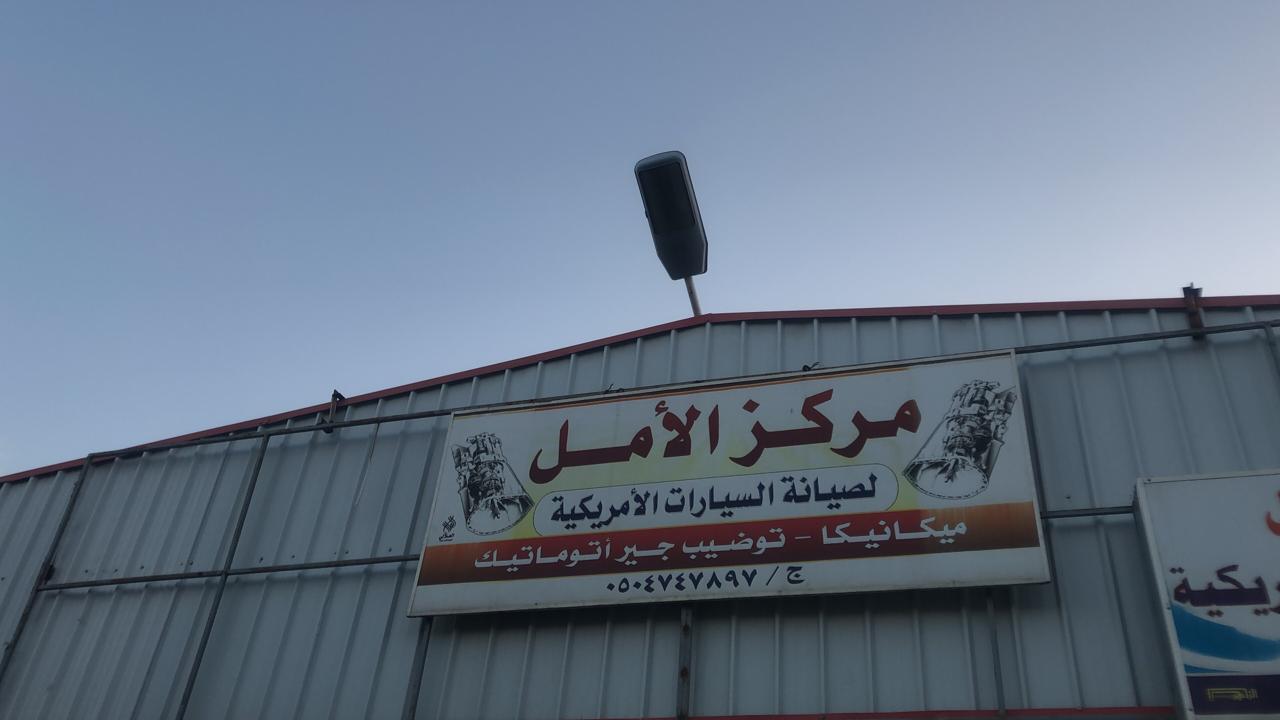 مركز الأمل
لصيانة السيارات الأمريكية
ميكانيكا - توضيب جير أتوماتيك
ج / ٠٥٠٤٧٤٧٨٩٧